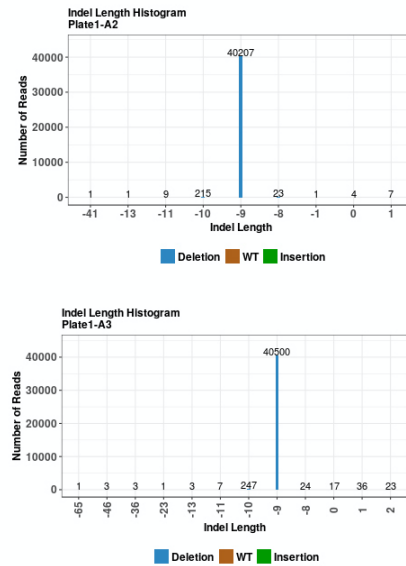 Indel Length Histogram
Plate1-A2
Number of Reads
40000
30000
20000
10000
0
1 1 9 215 40207 23 1 4 7
-41 -13 -11 -10 -9 -8 -1 0 1
Indel Length
Deletion WT Insertion
Indel Length Histogram
Plate1-A3
Number of Reads
40000
30000
20000
10000
0
1 3 3 1 3 7 247 40500 24 17 36 23
-65 -46 -36 -23 -13 -11 -10 -9 -8 0 1 2
Indel Length
Deletion WT Insertion